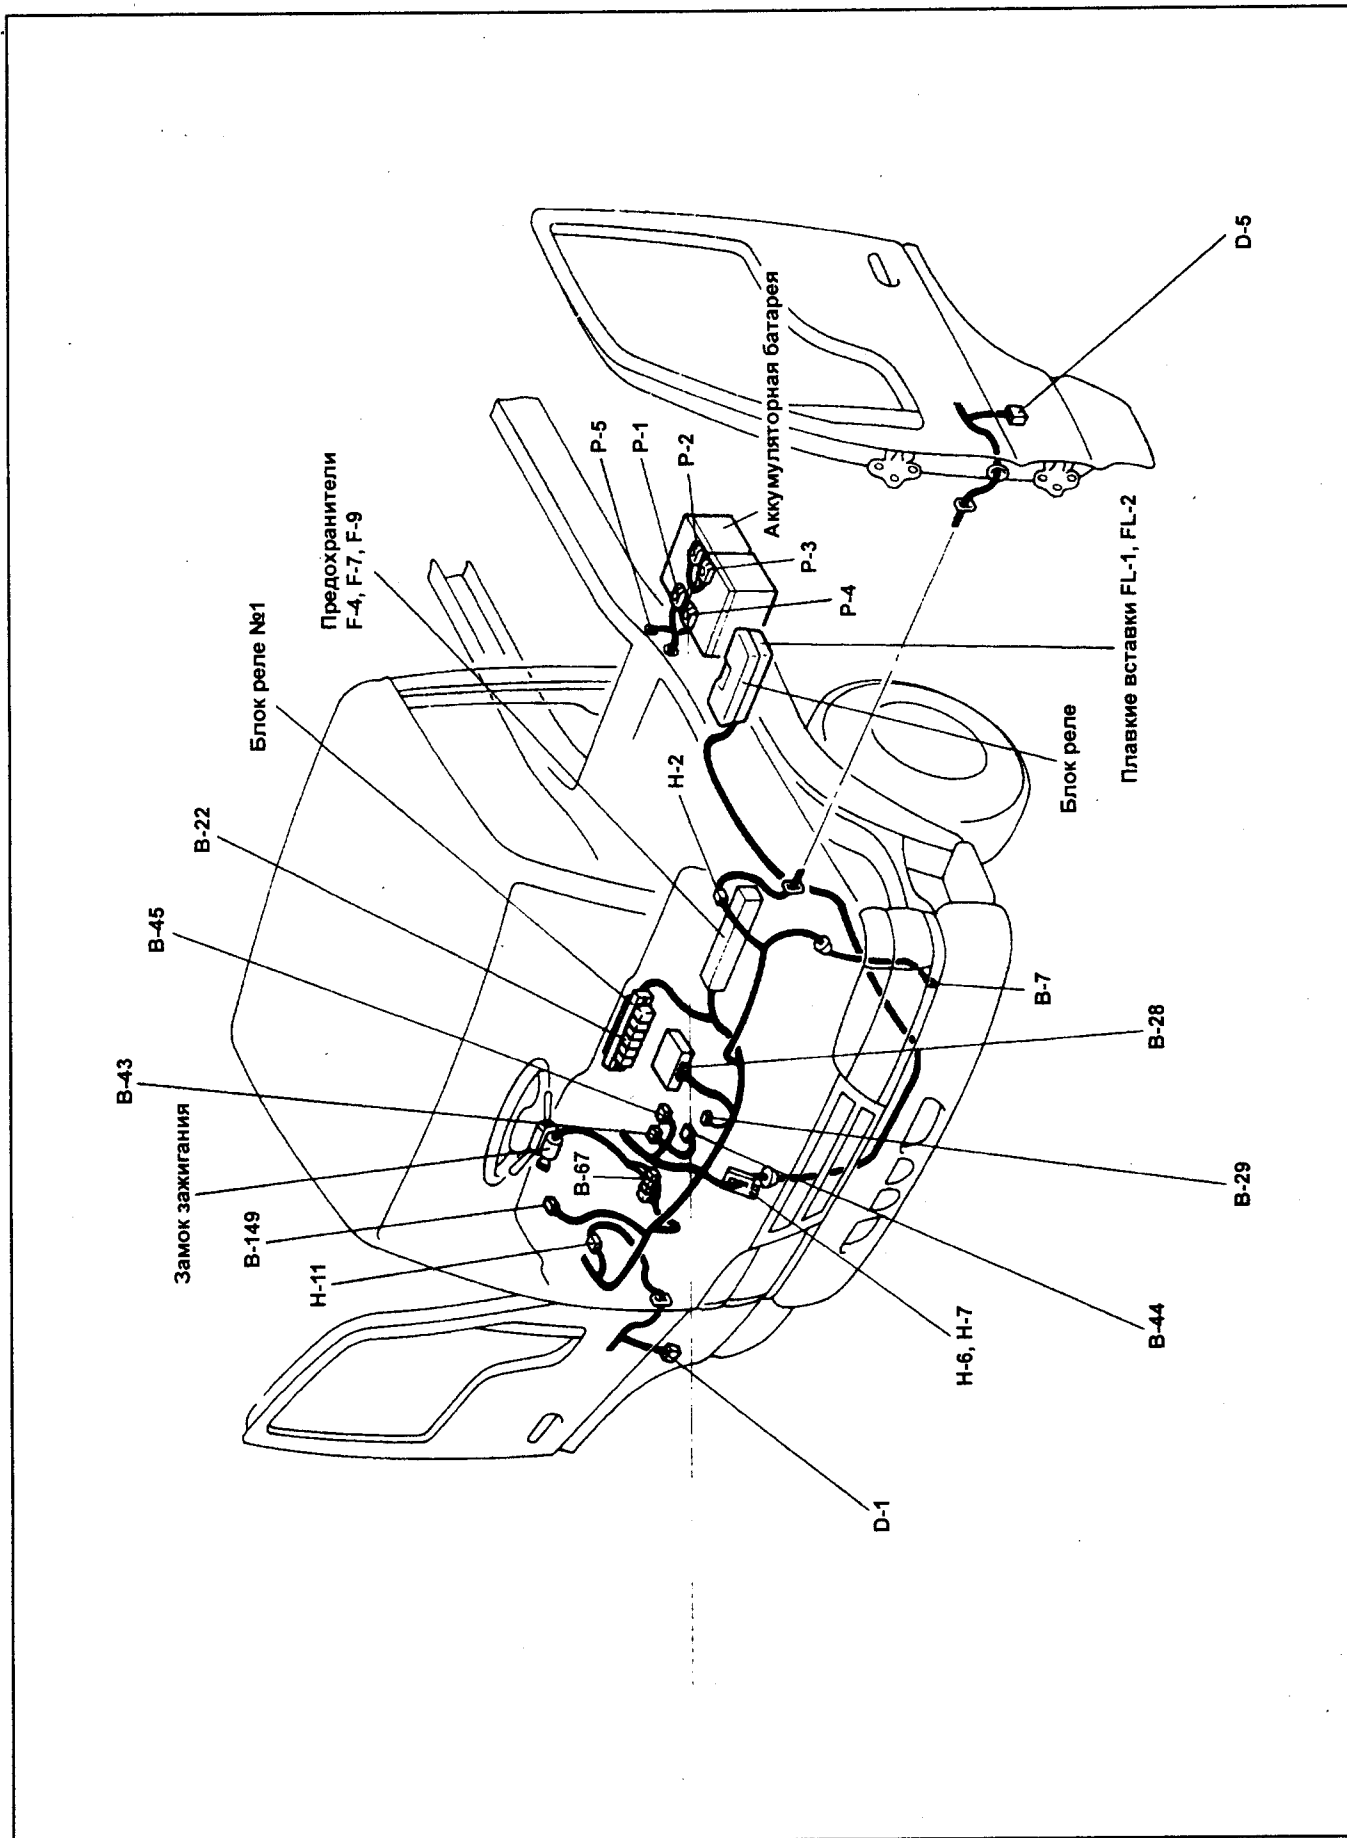 Замок зажигания
B-43
B-45
B-22
Блок реле №1
Предохранители
F-4, F-7, F-9
B-149
H-11
B-67
H-2
P-5
P-1
P-2
Аккумуляторная батарея
P-3
P-4
D-5
Плавкие вставки FL-1, FL-2
Блок реле
B-7
B-28
B-29
B-44
H-6, H-7
D-1